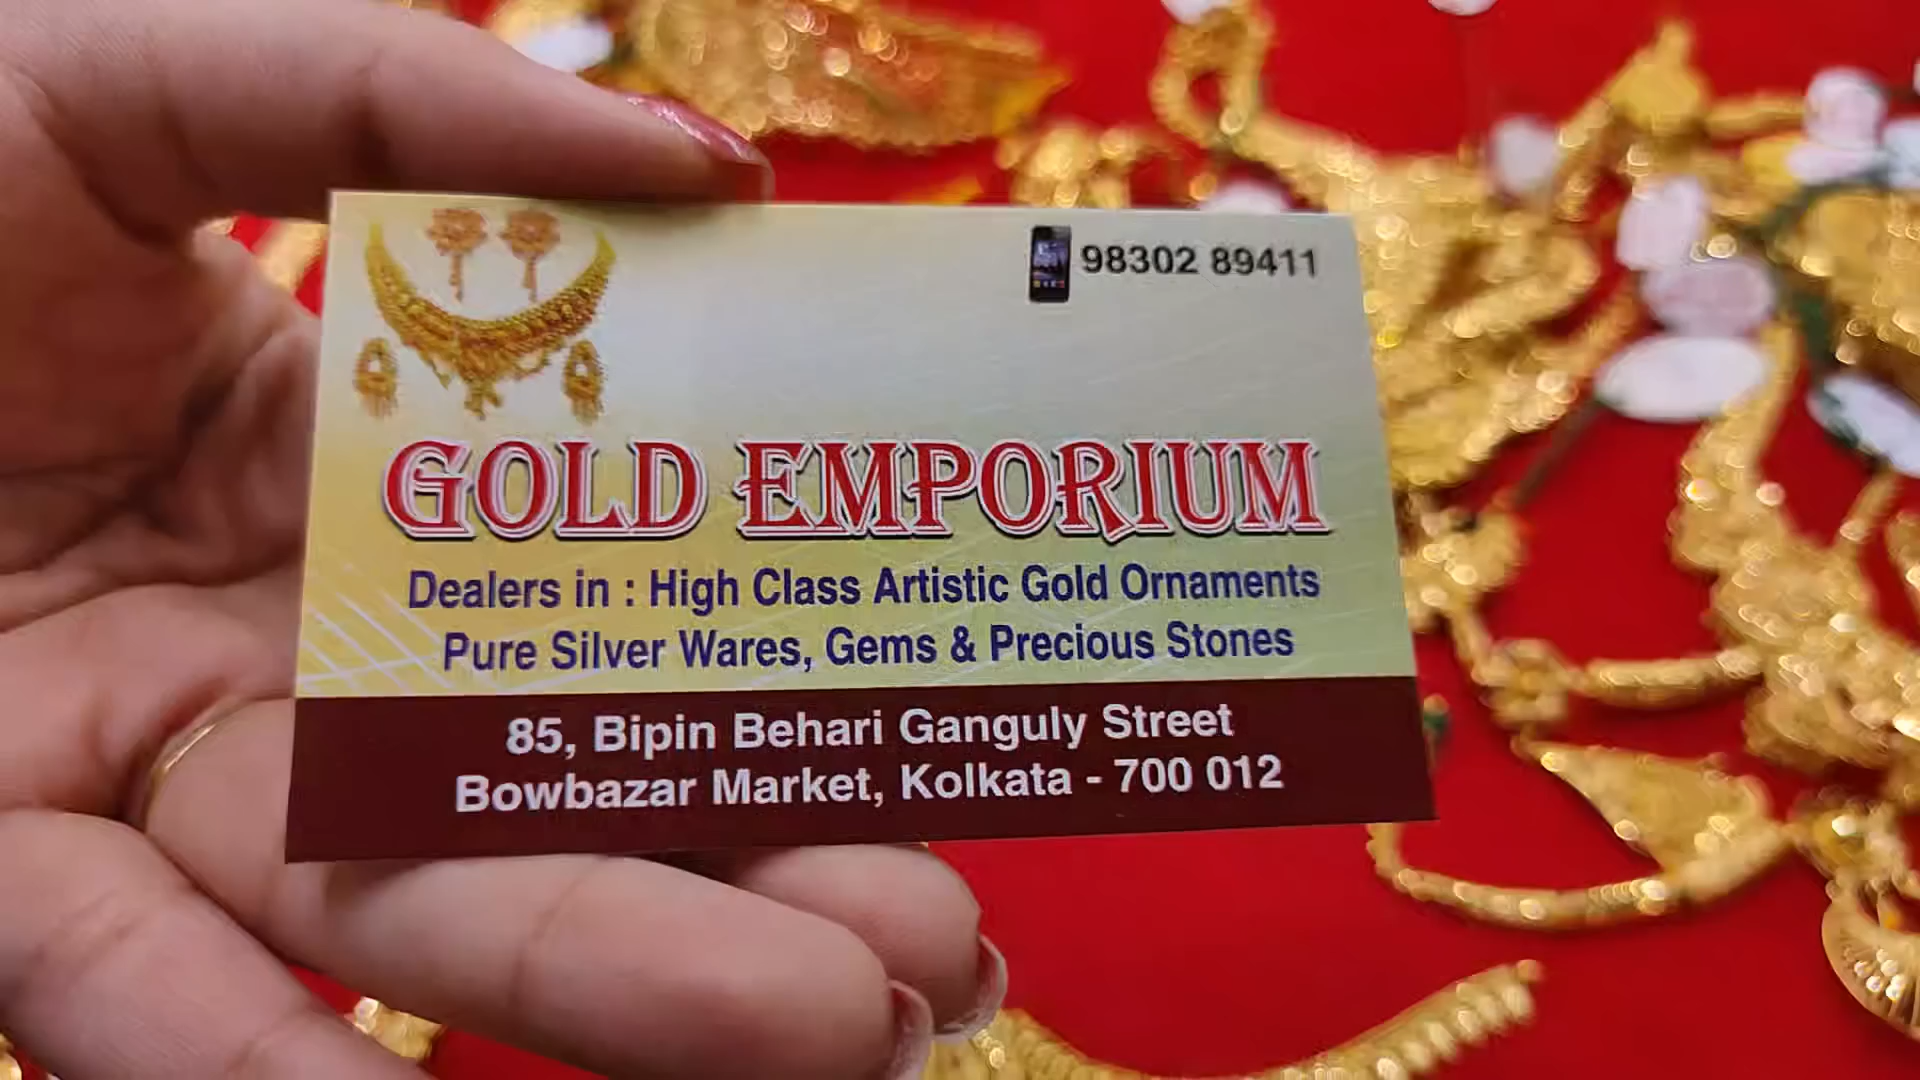 98302 89411
GOLD EMPORIUM
Dealers in : High Class Artistic Gold Ornaments
Pure Silver Wares, Gems & Precious Stones
85, Bipin Behari Ganguly Street
Bowbazar Market, Kolkata - 700 012